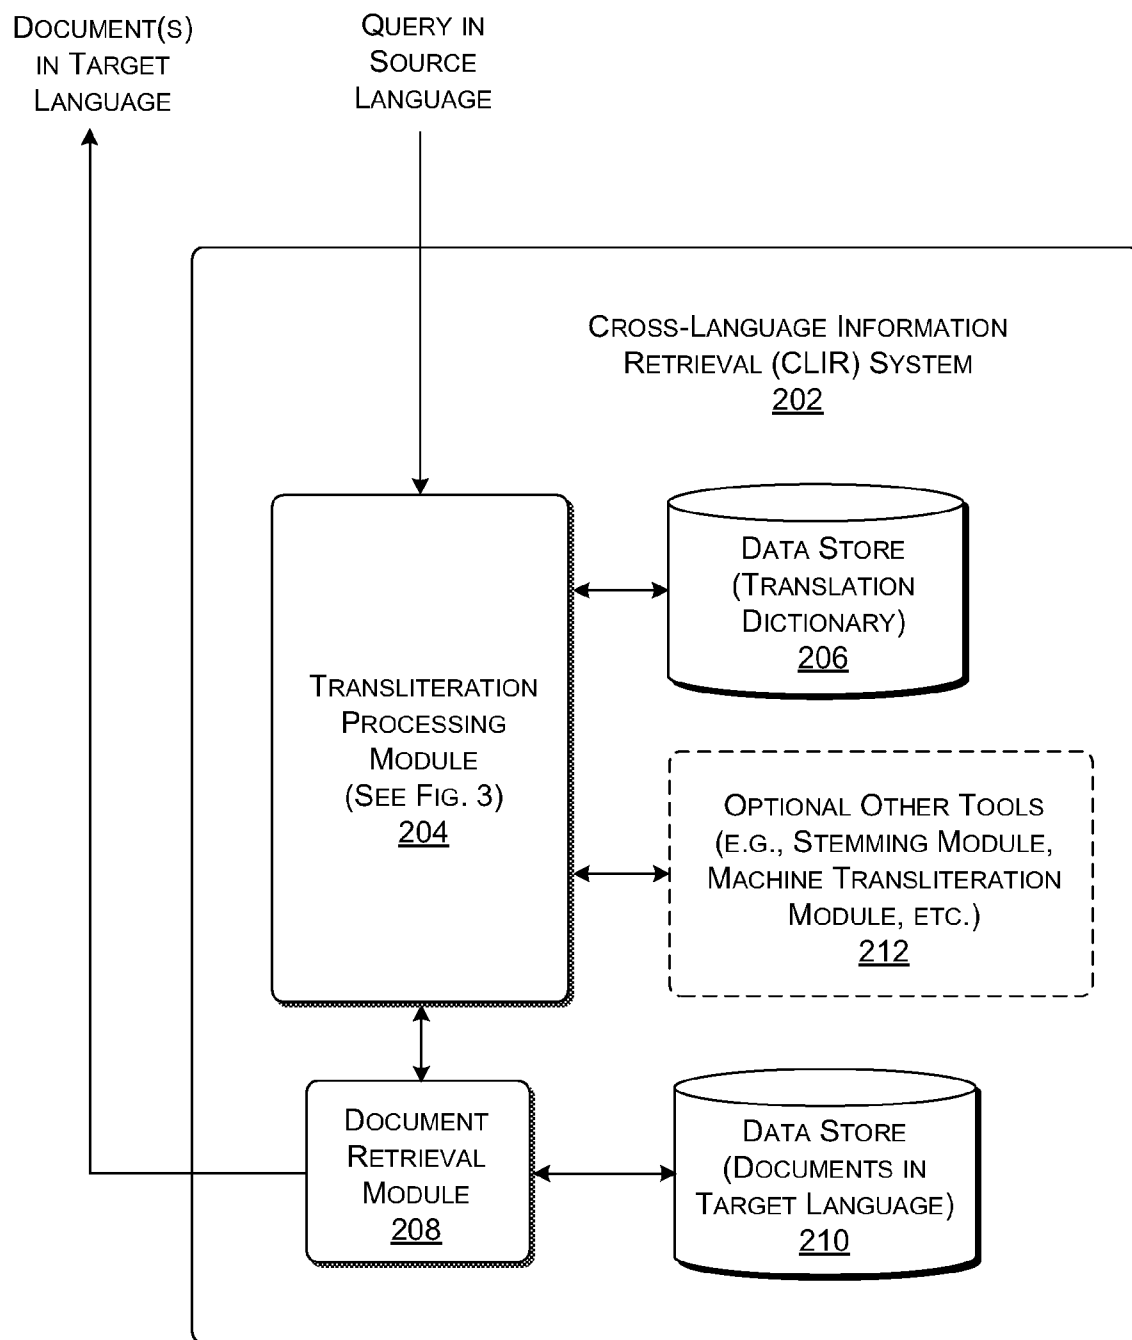 DOCUMENT(S)
IN TARGET
LANGUAGE
QUERY IN
SOURCE
LANGUAGE
CROSS-LANGUAGE INFORMATION
RETRIEVAL (CLIR) SYSTEM
202
TRANSLITERATION
PROCESSING
MODULE
(SEE FIG. 3)
204
DATA STORE
(TRANSLATION
DICTIONARY)
206
OPTIONAL OTHER TOOLS
(E.G., STEMMING MODULE,
MACHINE TRANSLITERATION
MODULE, ETC.)
212
DOCUMENT
RETRIEVAL
MODULE
208
DATA STORE
(DOCUMENTS IN
TARGET LANGUAGE)
210